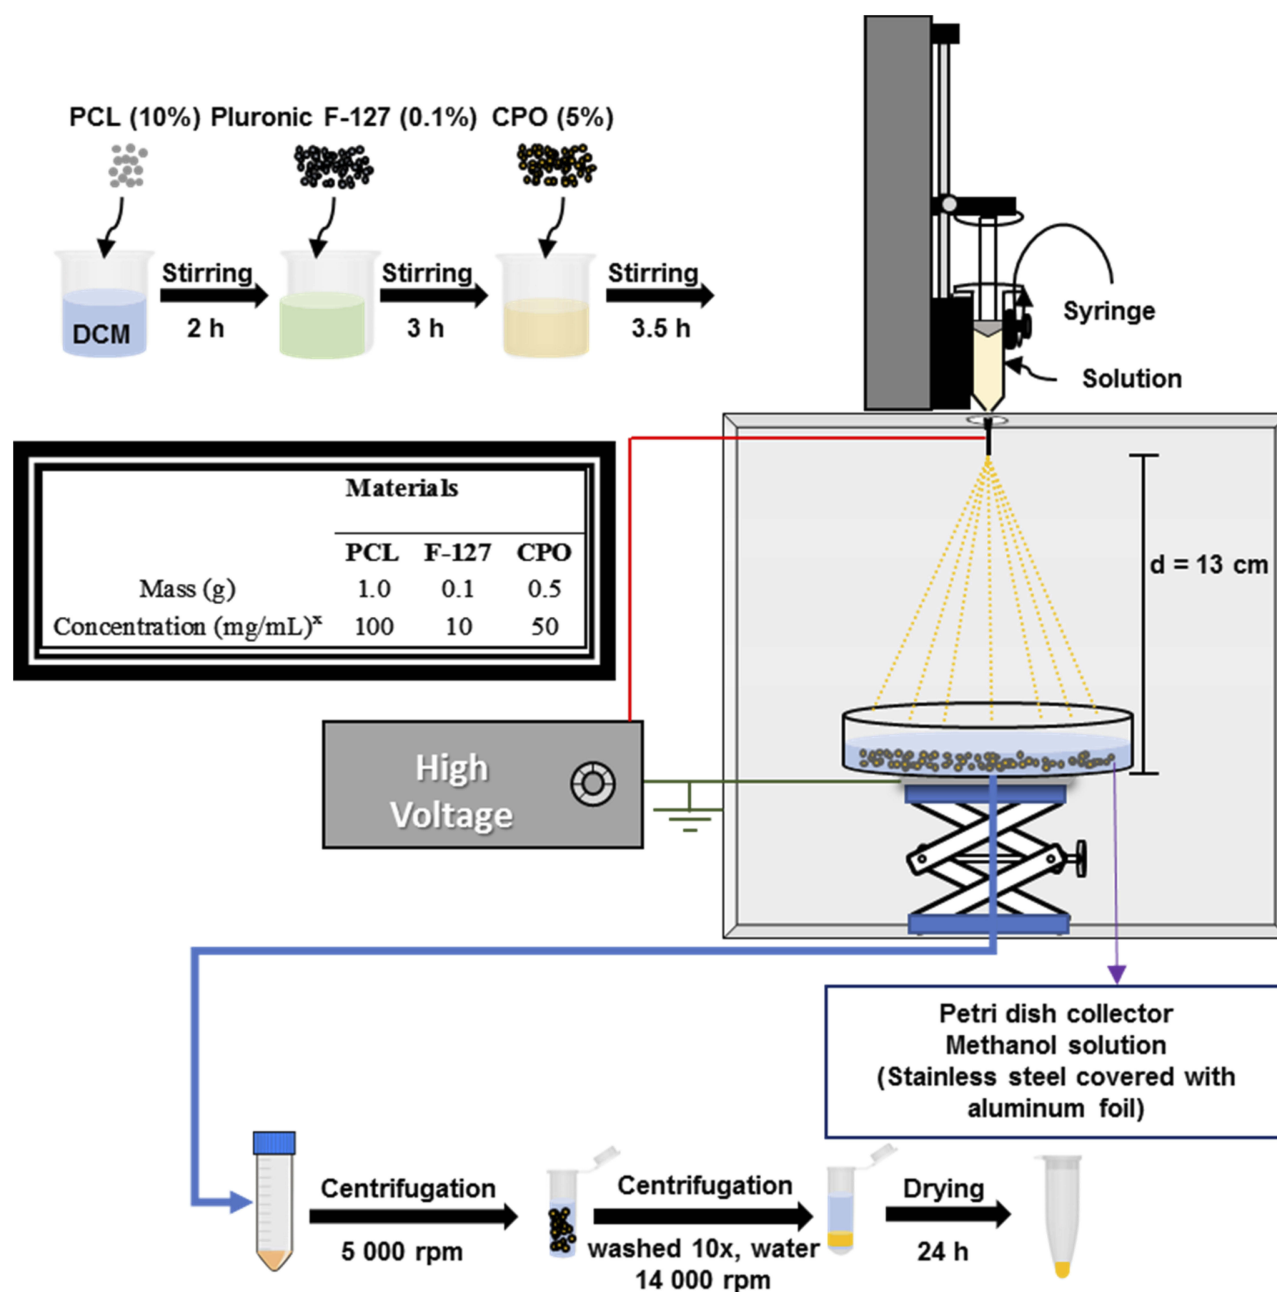 PCL (10%) Pluronic F-127 (0.1%) CPO (5%)
Stirring
2 h
Stirring
3 h
Stirring
3.5 h
DCM
Syringe
Solution
Materials
PCL F-127 CPO
Mass (g) 1.0 0.1 0.5
Concentration (mg/mL)ˣ 100 10 50
d = 13 cm
High
Voltage
Petri dish collector
Methanol solution
(Stainless steel covered with
aluminum foil)
Centrifugation
5 000 rpm
Centrifugation
washed 10x, water
14 000 rpm
Drying
24 h